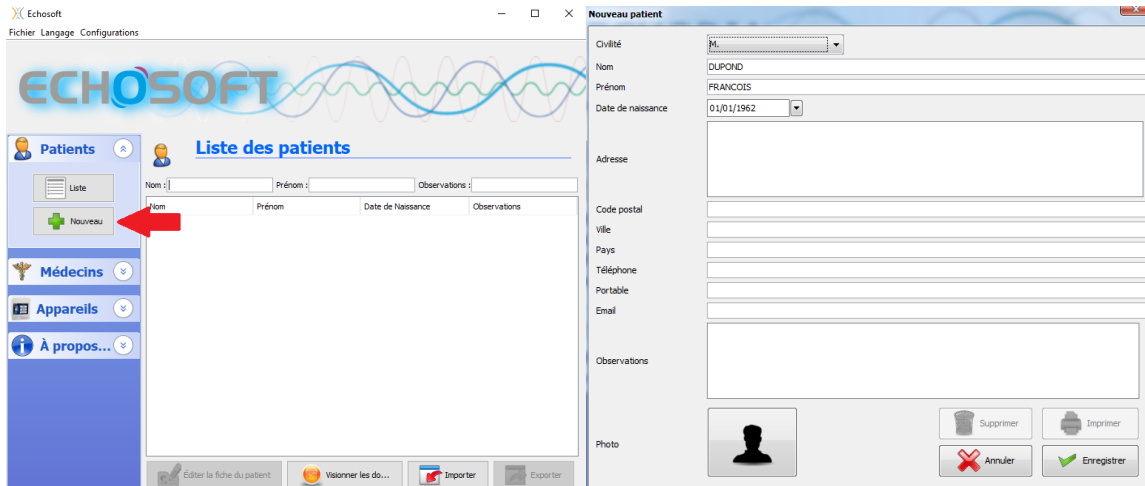 Echosoft
Fichier Langage Configurations
ECHOSOFT
Patients
Liste
Nouveau
Médecins
Appareils
À propos...
Liste des patients
Nom :
Prénom :
Observations :
Nom
Prénom
Date de Naissance
Observations
Éditer la fiche du patient
Visionner les do...
Importer
Exporter
Nouveau patient
Civilité
M.
Nom
DUPOND
Prénom
FRANCOIS
Date de naissance
01/01/1962
Adresse
Code postal
Ville
Pays
Téléphone
Portable
Email
Observations
Photo
Supprimer
Imprimer
Annuler
Enregistrer